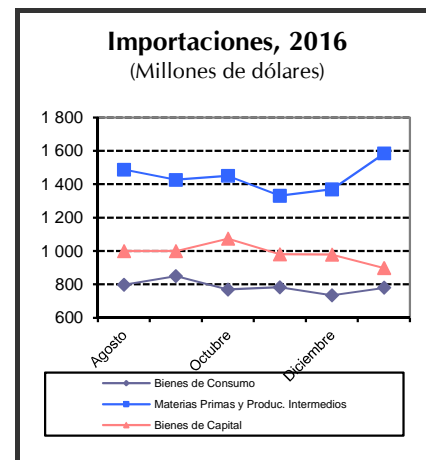 Importaciones, 2016
(Millones de dólares)
1 800
1 600
1 400
1 200
1 000
800
600
Agosto
Octubre
Diciembre
Bienes de Consumo
Materias Primas y Produc. Intermedios
Bienes de Capital